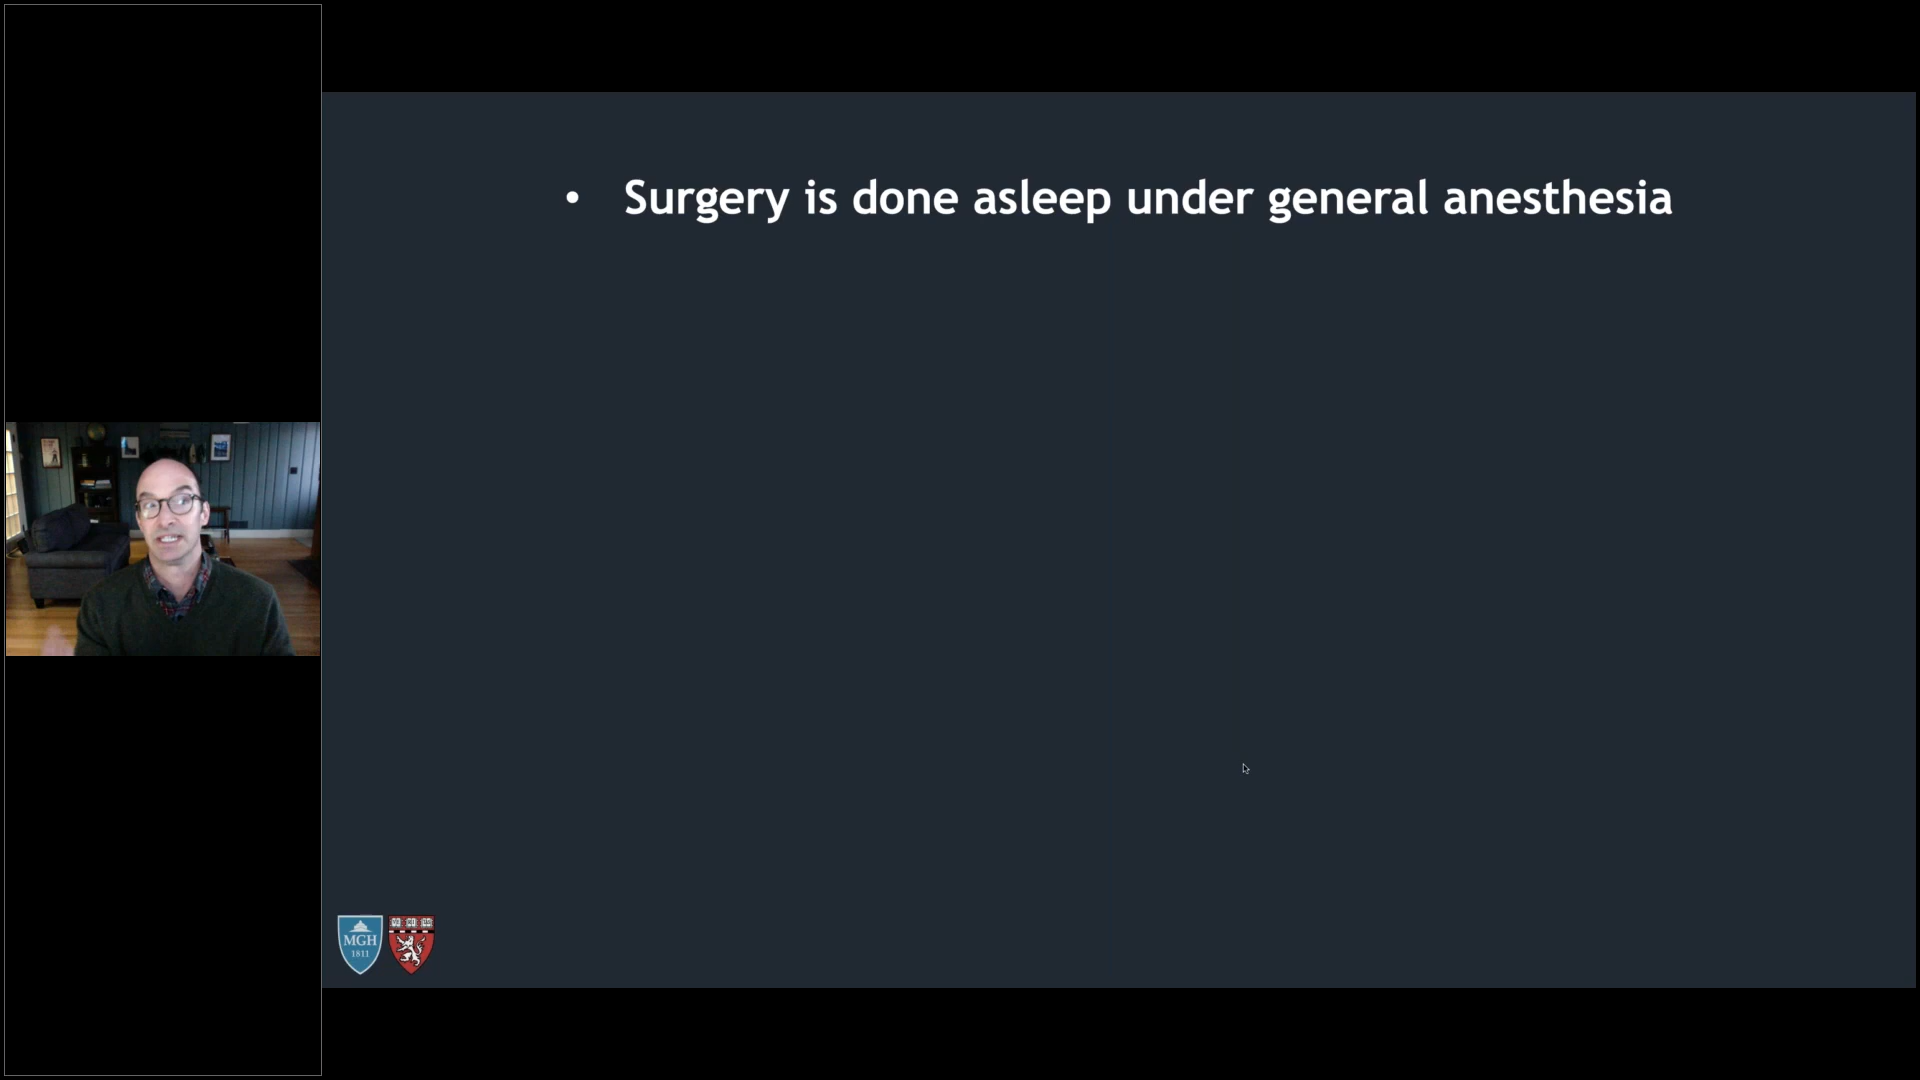 • Surgery is done asleep under general anesthesia
MGH
1811